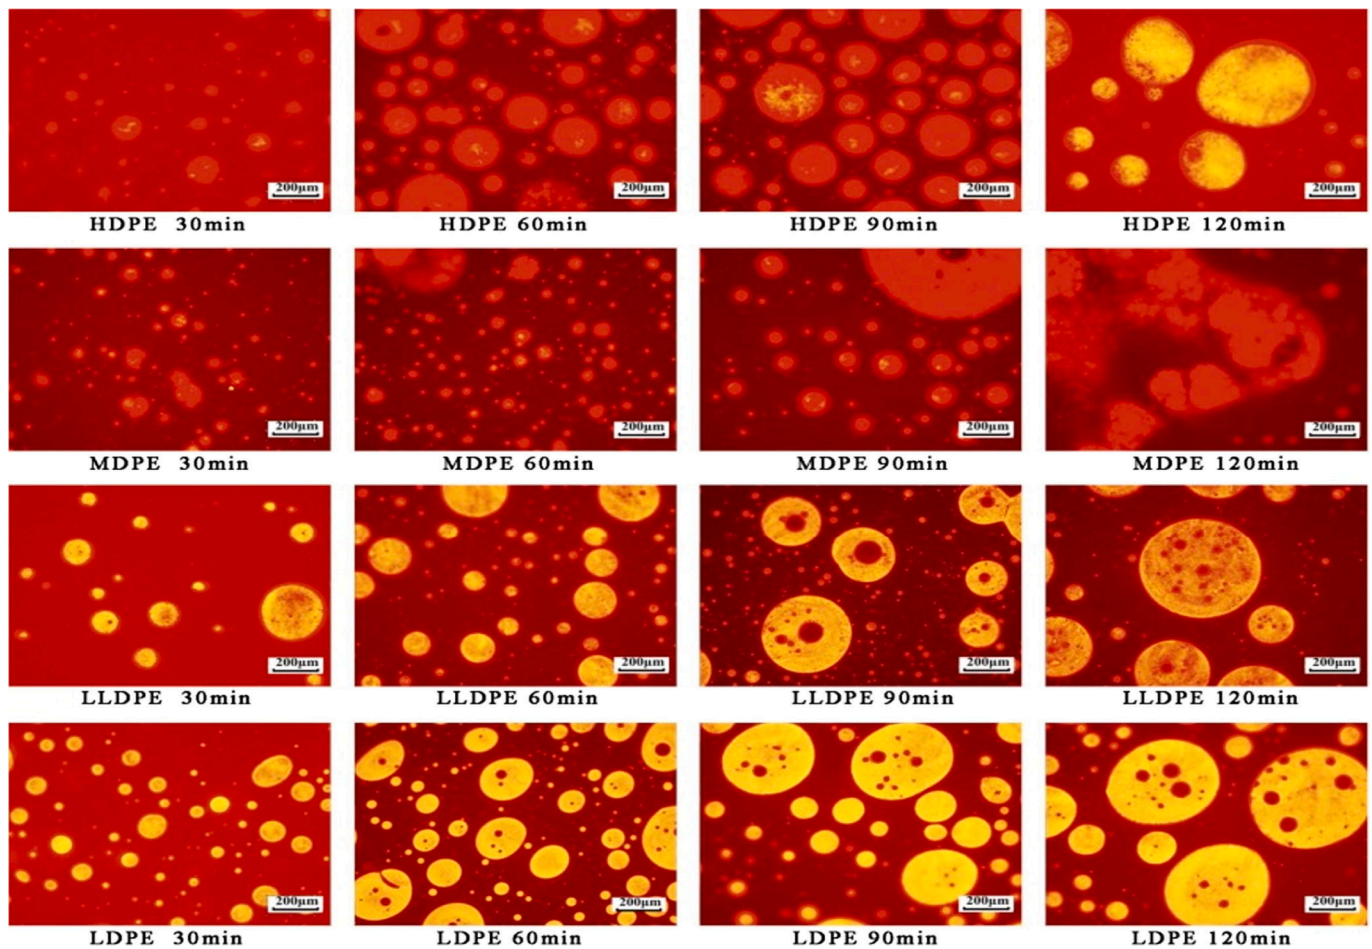 200μm 200μm 200μm 200μm
HDPE 30min HDPE 60min HDPE 90min HDPE 120min
200μm 200μm 200μm 200μm
MDPE 30min MDPE 60min MDPE 90min MDPE 120min
200μm 200μm 200μm 200μm
LLDPE 30min LLDPE 60min LLDPE 90min LLDPE 120min
200μm 200μm 200μm 200μm
LDPE 30min LDPE 60min LDPE 90min LDPE 120min